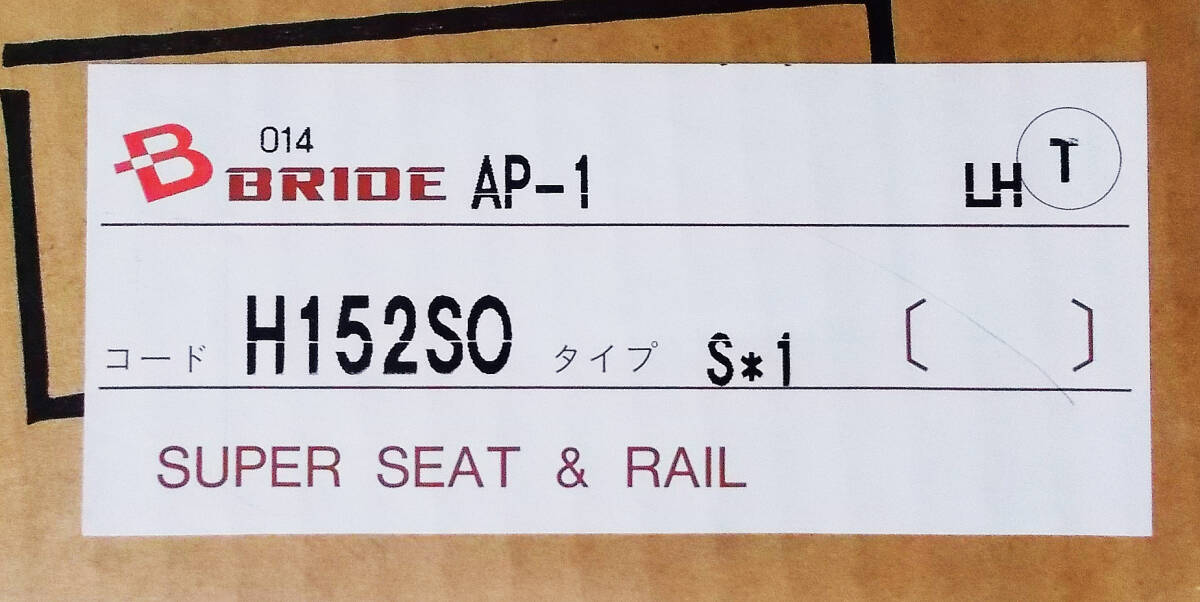 014
B BRIDE AP-1 LH T
コード H152SO タイプ S*1 〔 〕
SUPER SEAT & RAIL